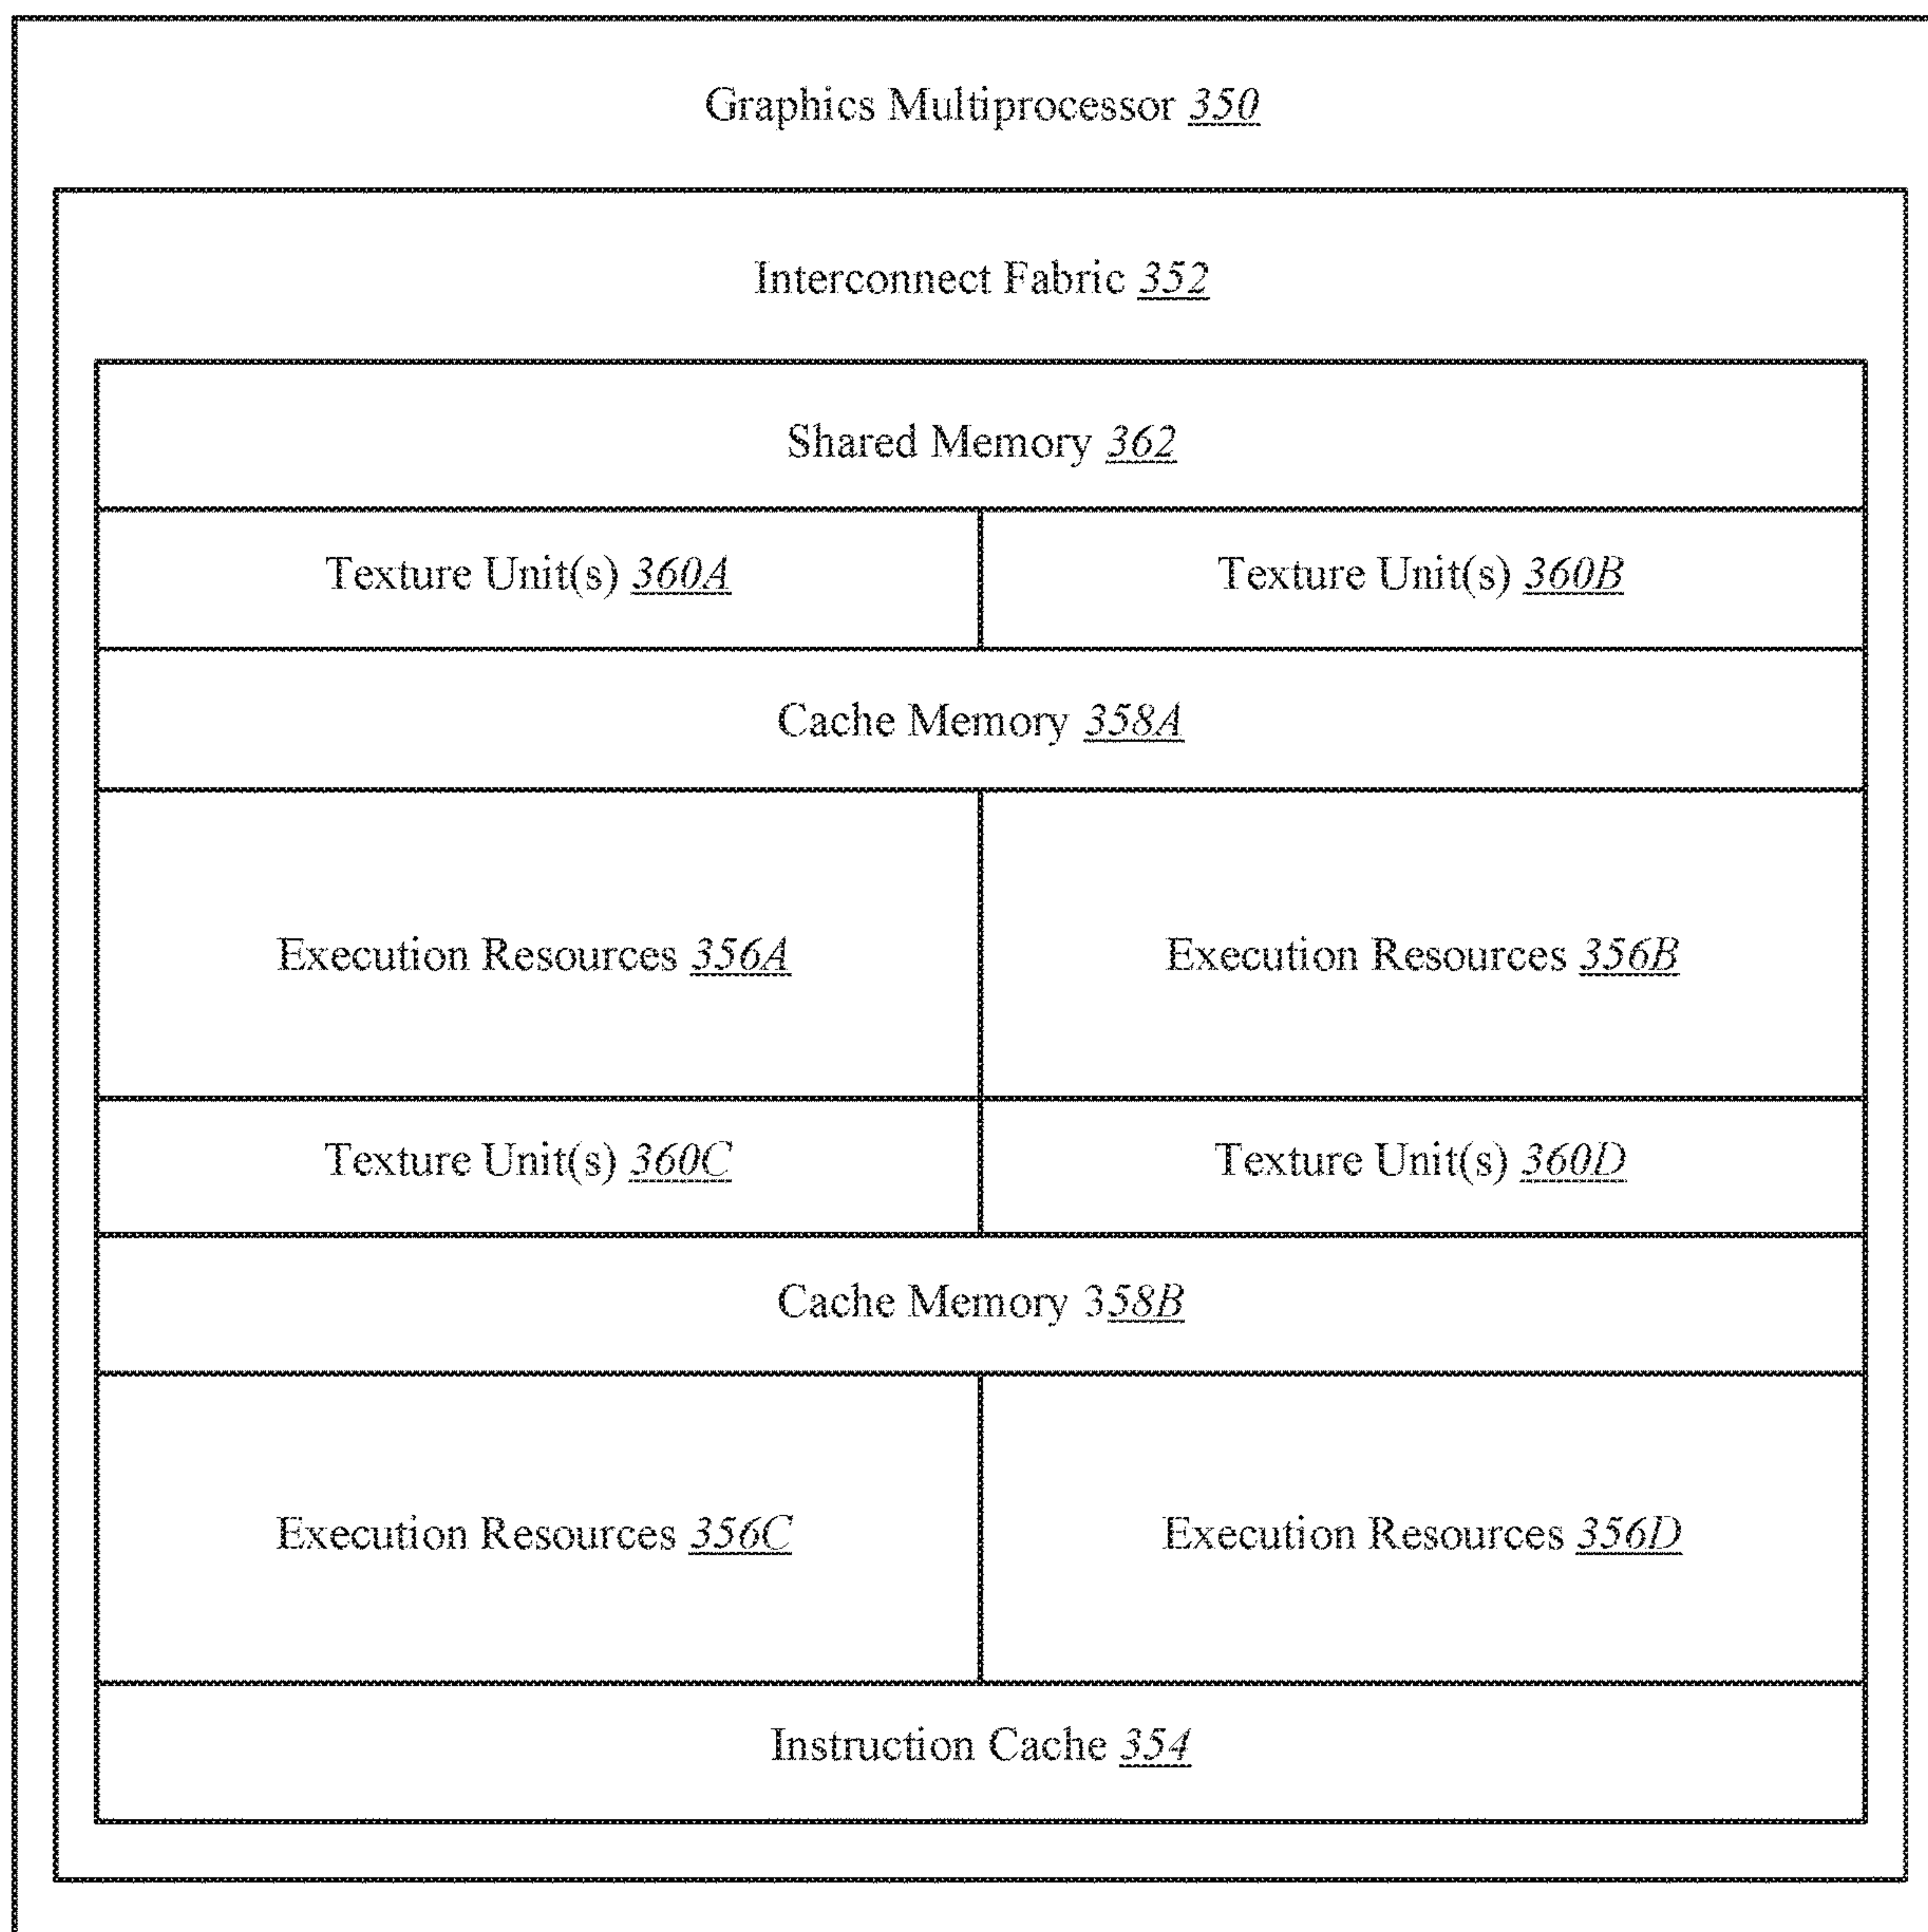 Graphics Multiprocessor 350
Interconnect Fabric 352
Shared Memory 362
Texture Unit(s) 360A
Texture Unit(s) 360B
Cache Memory 358A
Execution Resources 356A
Execution Resources 356B
Texture Unit(s) 360C
Texture Unit(s) 360D
Cache Memory 358B
Execution Resources 356C
Execution Resources 356D
Instruction Cache 354